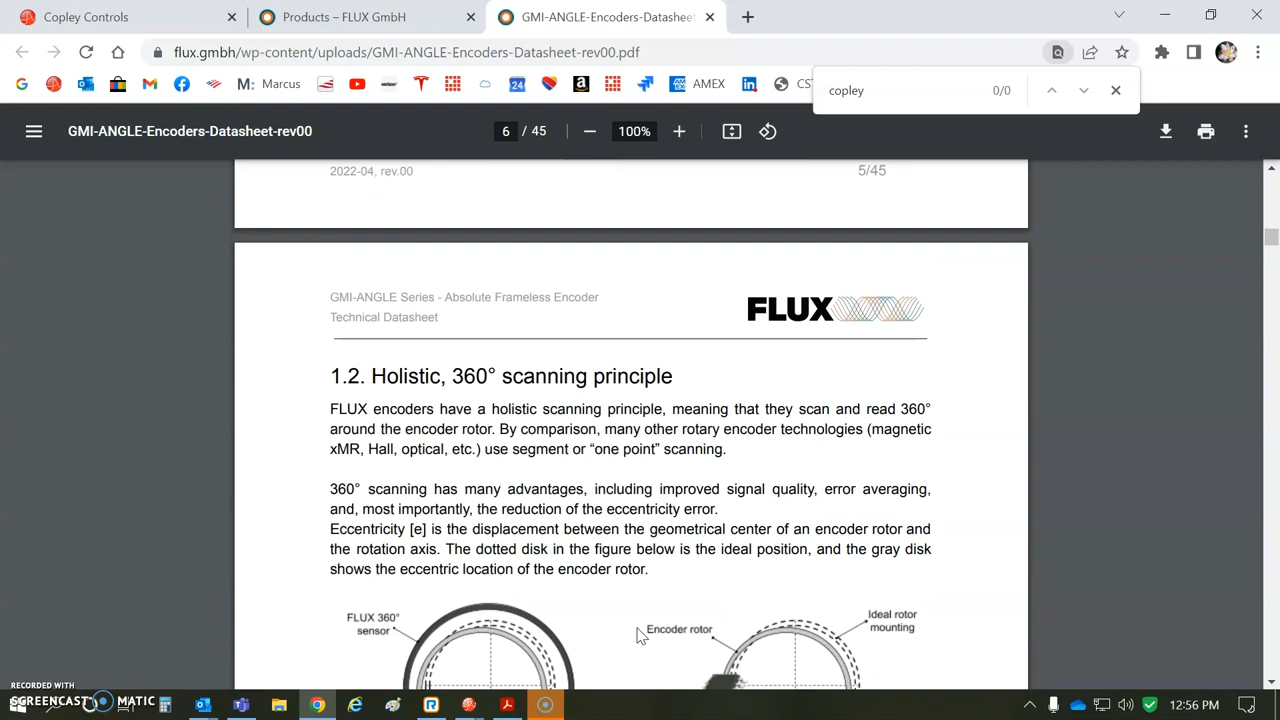 Copley Controls
Products – FLUX GmbH
GMI-ANGLE-Encoders-Datasheet
flux.gmbh/wp-content/uploads/GMI-ANGLE-Encoders-Datasheet-rev00.pdf
M: Marcus
24
AMEX
CS
copley 0/0
GMI-ANGLE-Encoders-Datasheet-rev00
6 / 45
100%
2022-04, rev.00
5/45
GMI-ANGLE Series - Absolute Frameless Encoder
Technical Datasheet
FLUX
1.2. Holistic, 360° scanning principle
FLUX encoders have a holistic scanning principle, meaning that they scan and read 360°
around the encoder rotor. By comparison, many other rotary encoder technologies (magnetic
xMR, Hall, optical, etc.) use segment or “one point” scanning.
360° scanning has many advantages, including improved signal quality, error averaging,
and, most importantly, the reduction of the eccentricity error.
Eccentricity [e] is the displacement between the geometrical center of an encoder rotor and
the rotation axis. The dotted disk in the figure below is the ideal position, and the gray disk
shows the eccentric location of the encoder rotor.
FLUX 360°
sensor
Encoder rotor
Ideal rotor
mounting
RECORDED WITH
SCREENCAST MATIC
12:56 PM